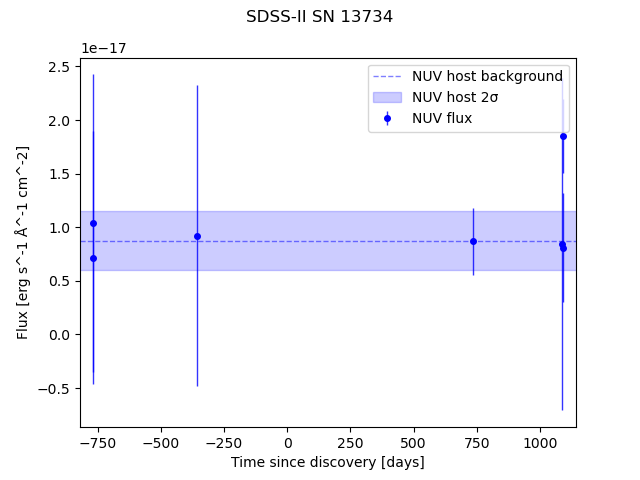 SDSS-II SN 13734
1e−17
NUV host background
NUV host 2σ
NUV flux
2.5
2.0
1.5
1.0
0.5
0.0
−0.5
Flux [erg s^-1 Å^-1 cm^-2]
−750
−500
−250
0
250
500
750
1000
Time since discovery [days]